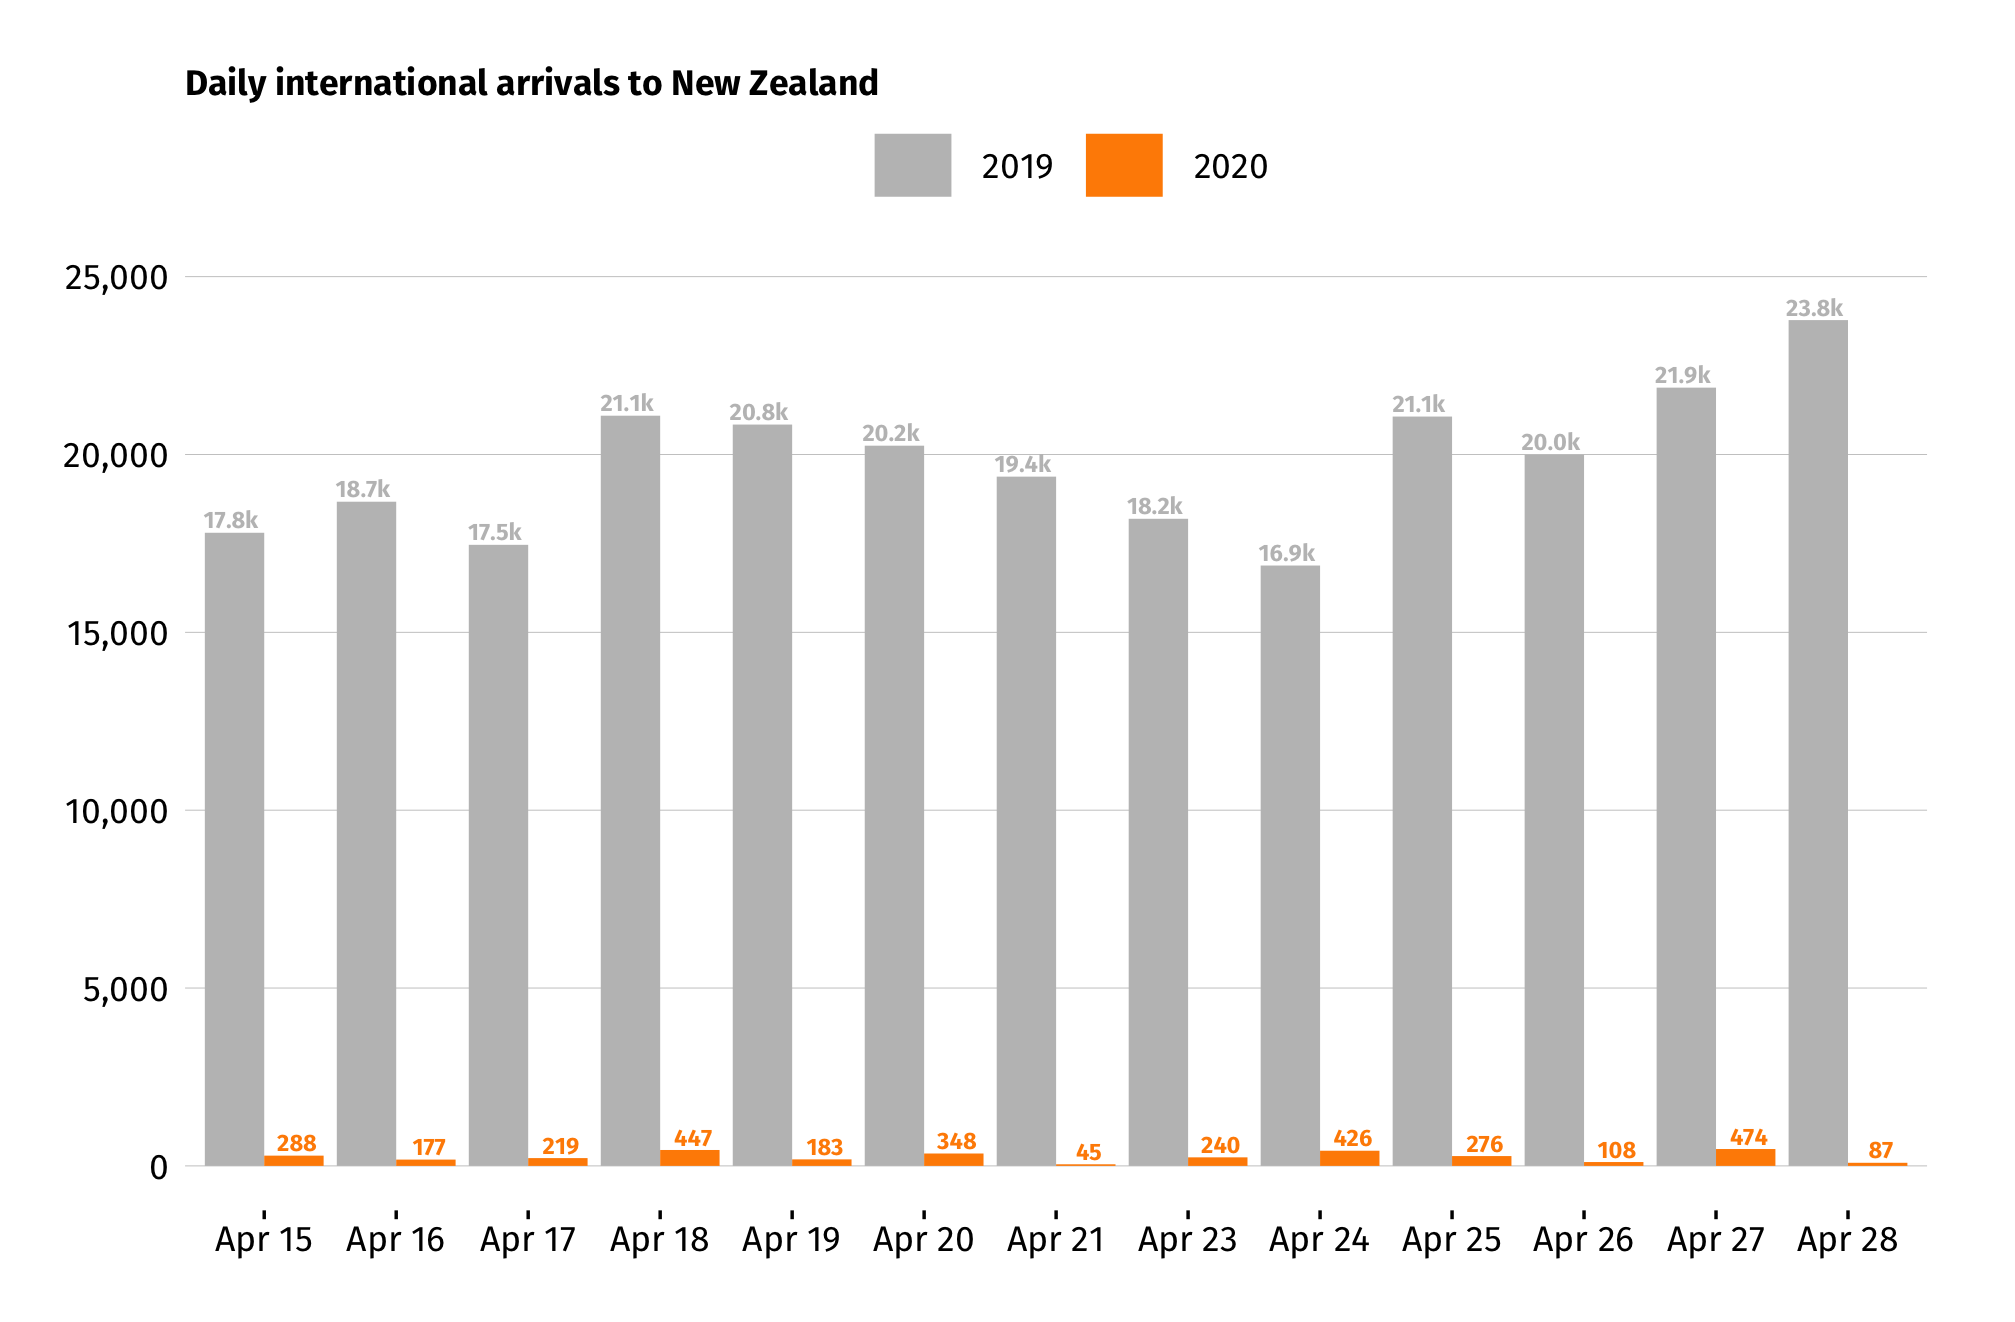 Daily international arrivals to New Zealand
2019 2020
25,000
20,000
15,000
10,000
5,000
0
17.8k 18.7k 17.5k 21.1k 20.8k 20.2k 19.4k 18.2k 16.9k 21.1k 20.0k 21.9k 23.8k
288 177 219 447 183 348 45 240 426 276 108 474 87
Apr 15 Apr 16 Apr 17 Apr 18 Apr 19 Apr 20 Apr 21 Apr 23 Apr 24 Apr 25 Apr 26 Apr 27 Apr 28